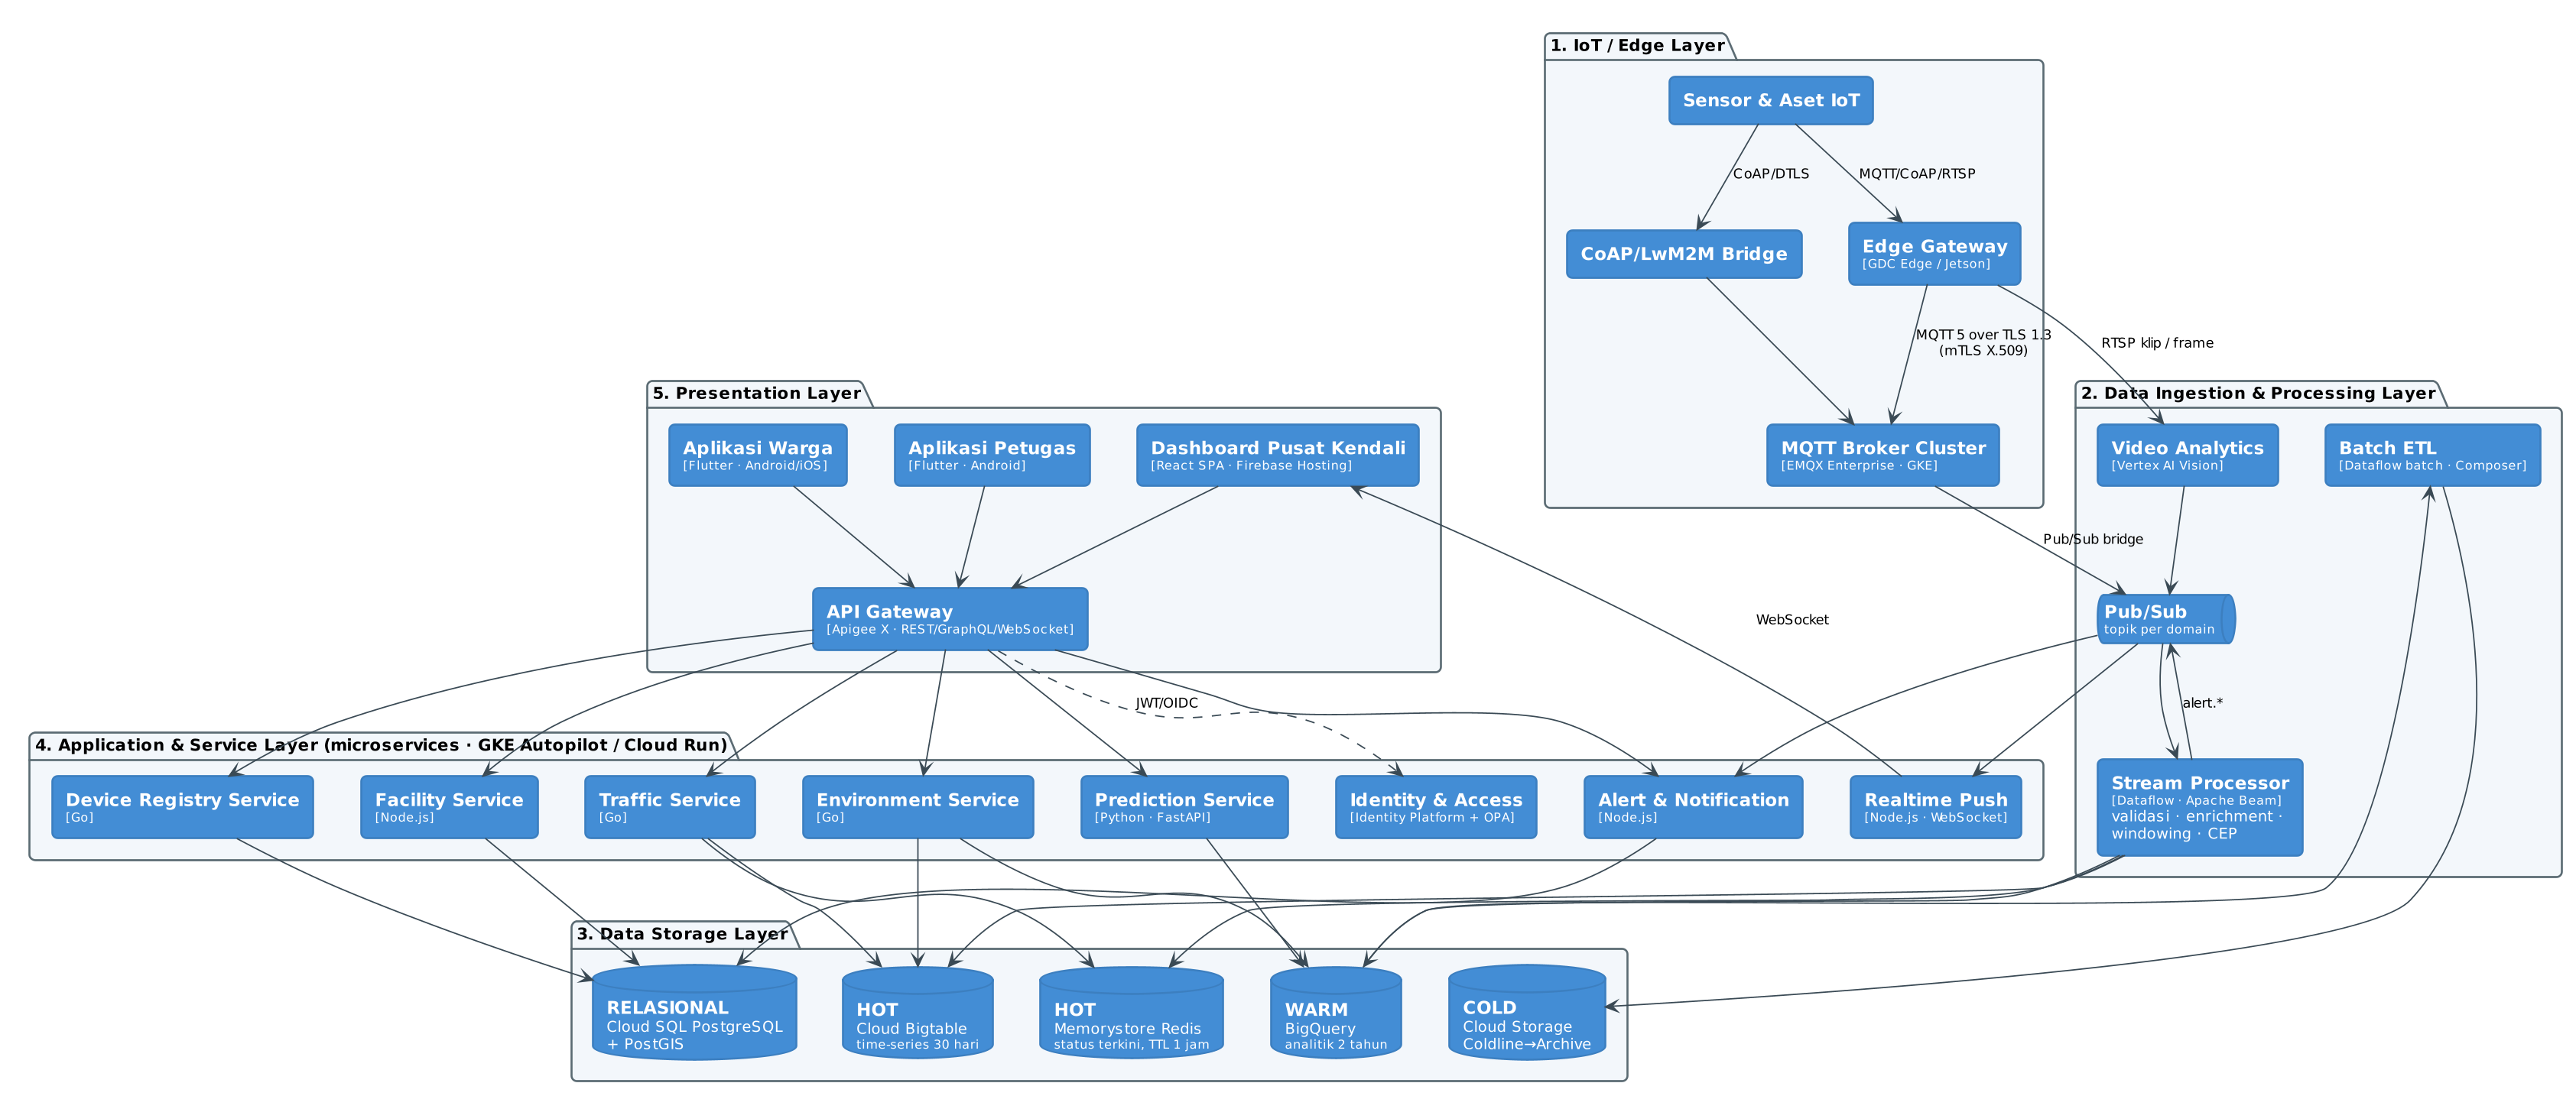 1. IoT / Edge Layer
Sensor & Aset IoT
CoAP/DTLS
MQTT/CoAP/RTSP
CoAP/LwM2M Bridge
Edge Gateway
[GDC Edge / Jetson]
MQTT 5 over TLS 1.3
(mTLS X.509)
RTSP klip / frame
MQTT Broker Cluster
[EMQX Enterprise · GKE]
5. Presentation Layer
Aplikasi Warga
[Flutter · Android/iOS]
Aplikasi Petugas
[Flutter · Android]
Dashboard Pusat Kendali
[React SPA · Firebase Hosting]
API Gateway
[Apigee X · REST/GraphQL/WebSocket]
2. Data Ingestion & Processing Layer
Video Analytics
[Vertex AI Vision]
Batch ETL
[Dataflow batch · Composer]
Pub/Sub bridge
Pub/Sub
topik per domain
WebSocket
JWT/OIDC
alert.*
Stream Processor
[Dataflow · Apache Beam]
validasi · enrichment ·
windowing · CEP
4. Application & Service Layer (microservices · GKE Autopilot / Cloud Run)
Device Registry Service
[Go]
Facility Service
[Node.js]
Traffic Service
[Go]
Environment Service
[Go]
Prediction Service
[Python · FastAPI]
Identity & Access
[Identity Platform + OPA]
Alert & Notification
[Node.js]
Realtime Push
[Node.js · WebSocket]
3. Data Storage Layer
RELASIONAL
Cloud SQL PostgreSQL
+ PostGIS
HOT
Cloud Bigtable
time-series 30 hari
HOT
Memorystore Redis
status terkini, TTL 1 jam
WARM
BigQuery
analitik 2 tahun
COLD
Cloud Storage
Coldline→Archive